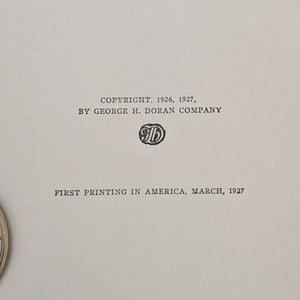 COPYRIGHT, 1926, 1927,
BY GEORGE H. DORAN COMPANY
FIRST PRINTING IN AMERICA, MARCH, 1927